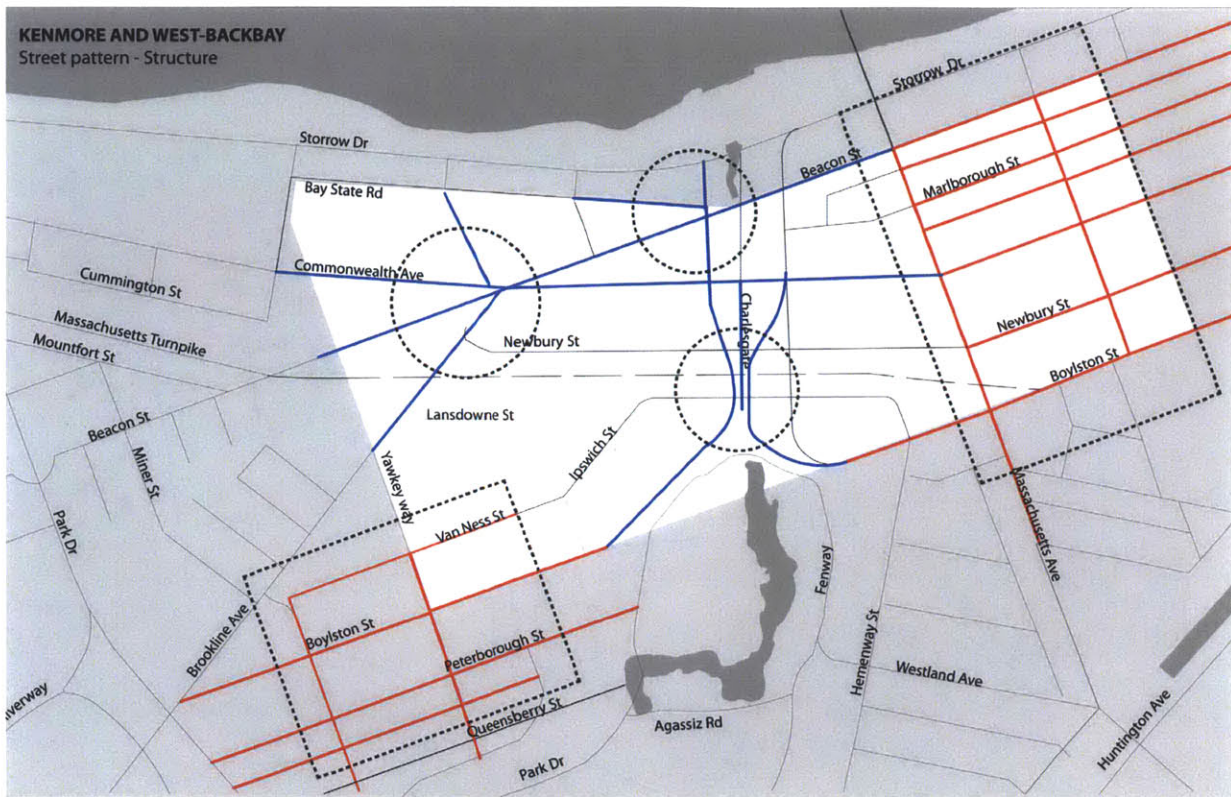 KENMORE AND WEST-BACKBAY
Street pattern - Structure
Storrow Dr
Storrow Dr
Beacon St
Bay State Rd
Marlborough St
Commonwealth Ave
Cummington St
Charlesgate
Massachusetts Turnpike
Newbury St
Newbury St
Mountfort St
Boylston St
Lansdowne St
Beacon St
Miner St
Ipswich St
Yawkey way
Massachusetts Ave
Park Dr
Van Ness St
Fenway
Brookline Ave
Boylston St
Peterborough St
Hemenway St
Westland Ave
iverway
Queensberry St
Agassiz Rd
Huntington Ave
Park Dr